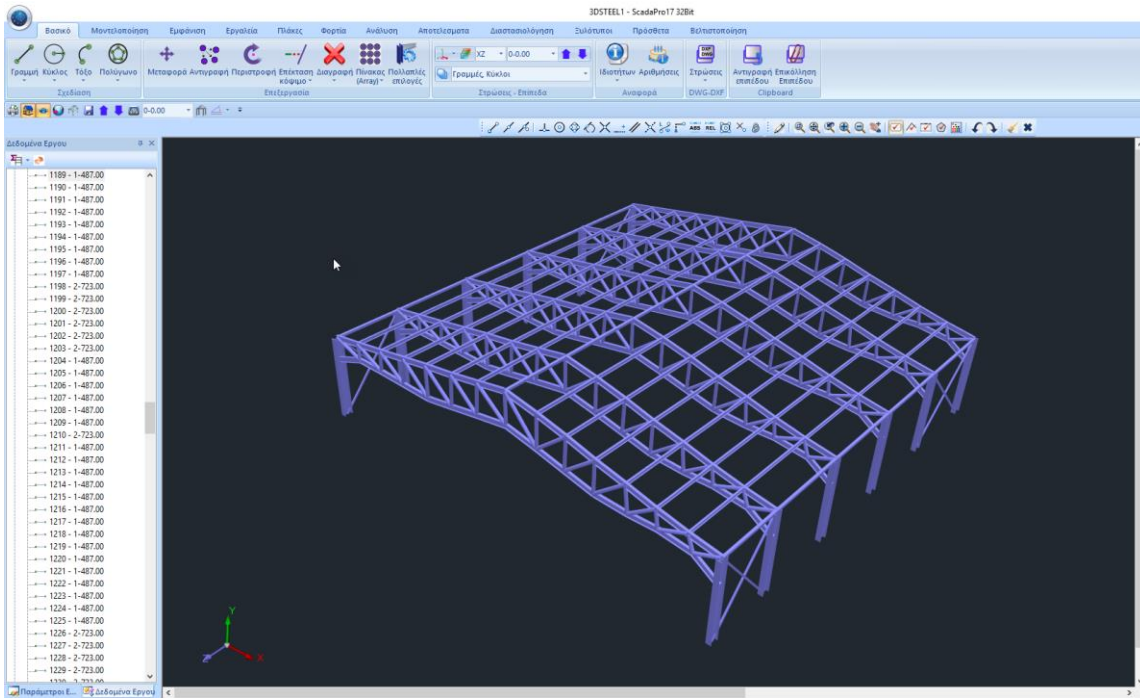 3DSTEEL1 - ScadaPro17 32Bit
Βασικό Μοντελοποίηση Εμφάνιση Εργαλεία Πλάκες Φορτία Ανάλυση Αποτελεσματα Διαστασιολόγηση Ξυλότυποι Πρόσθετα Βελτιστοποίηση
Γραμμή Κύκλος Τόξο Πολύγωνο Μεταφορά Αντιγραφή Περιστροφή Επέκταση κόψιμο Διαγραφή Πίνακας (Array) Πολλαπλές επιλογές
XZ 0-0.00
Γραμμές, Κύκλοι
Ιδιοτήτων Αριθμήσεις Στρώσεις Αντιγραφή επιπέδου Επικόλληση Επιπέδου
Σχεδίαση Επεξεργασία Στρώσεις - Επίπεδα Αναφορά DWG-DXF Clipboard
0-0.00
ABS REL
Δεδομένα Εργου
1189 - 1-487.00
1190 - 1-487.00
1191 - 1-487.00
1192 - 1-487.00
1193 - 1-487.00
1194 - 1-487.00
1195 - 1-487.00
1196 - 1-487.00
1197 - 1-487.00
1198 - 2-723.00
1199 - 2-723.00
1200 - 2-723.00
1201 - 2-723.00
1202 - 2-723.00
1203 - 2-723.00
1204 - 1-487.00
1205 - 1-487.00
1206 - 1-487.00
1207 - 1-487.00
1208 - 1-487.00
1209 - 1-487.00
1210 - 2-723.00
1211 - 1-487.00
1212 - 1-487.00
1213 - 1-487.00
1214 - 1-487.00
1215 - 1-487.00
1216 - 1-487.00
1217 - 1-487.00
1218 - 1-487.00
1219 - 1-487.00
1220 - 1-487.00
1221 - 1-487.00
1222 - 1-487.00
1223 - 1-487.00
1224 - 1-487.00
1225 - 1-487.00
1226 - 2-723.00
1227 - 2-723.00
1228 - 2-723.00
1229 - 2-723.00
Y
Z X
Παράμετροι Ε... Δεδομένα Εργου